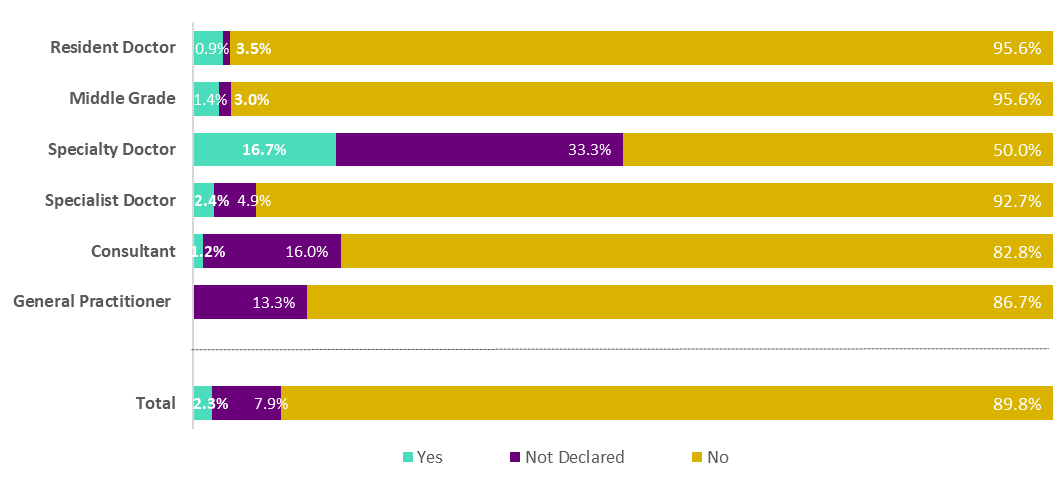 Resident Doctor 0.9% 3.5% 95.6%
Middle Grade 1.4% 3.0% 95.6%
Specialty Doctor 16.7% 33.3% 50.0%
Specialist Doctor 2.4% 4.9% 92.7%
Consultant 1.2% 16.0% 82.8%
General Practitioner 13.3% 86.7%
Total 2.3% 7.9% 89.8%
Yes Not Declared No